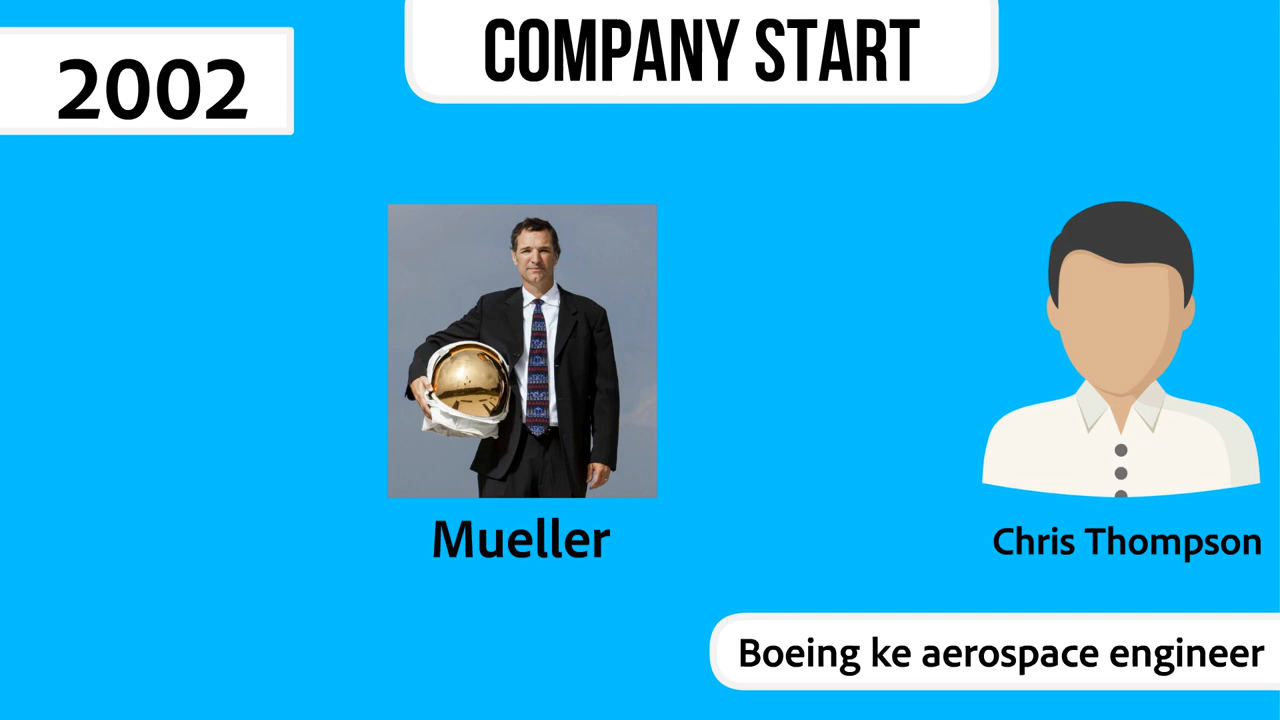 COMPANY START
2002
Mueller
Chris Thompson
Boeing ke aerospace engineer